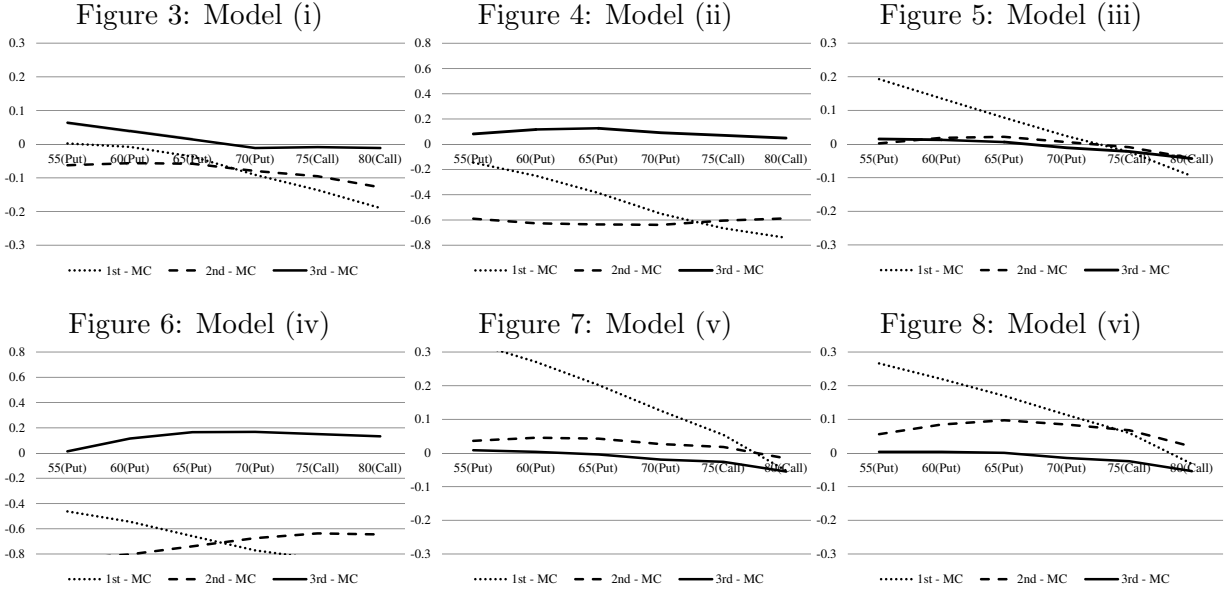 Figure 3: Model (i)
0.3
0.2
0.1
0
-0.1
-0.2
-0.3
55(Put) 60(Put) 65(Put) 70(Put) 75(Call) 80(Call)
1st - MC 2nd - MC 3rd - MC
Figure 4: Model (ii)
0.8
0.6
0.4
0.2
0
-0.2
-0.4
-0.6
-0.8
55(Put) 60(Put) 65(Put) 70(Put) 75(Call) 80(Call)
1st - MC 2nd - MC 3rd - MC
Figure 5: Model (iii)
0.3
0.2
0.1
0
-0.1
-0.2
-0.3
55(Put) 60(Put) 65(Put) 70(Put) 75(Call) 80(Call)
1st - MC 2nd - MC 3rd - MC
Figure 6: Model (iv)
0.8
0.6
0.4
0.2
0
-0.2
-0.4
-0.6
-0.8
55(Put) 60(Put) 65(Put) 70(Put) 75(Call) 80(Call)
1st - MC 2nd - MC 3rd - MC
Figure 7: Model (v)
0.3
0.2
0.1
0
-0.1
-0.2
-0.3
55(Put) 60(Put) 65(Put) 70(Put) 75(Call) 80(Call)
1st - MC 2nd - MC 3rd - MC
Figure 8: Model (vi)
0.3
0.2
0.1
0
-0.1
-0.2
-0.3
55(Put) 60(Put) 65(Put) 70(Put) 75(Call) 80(Call)
1st - MC 2nd - MC 3rd - MC